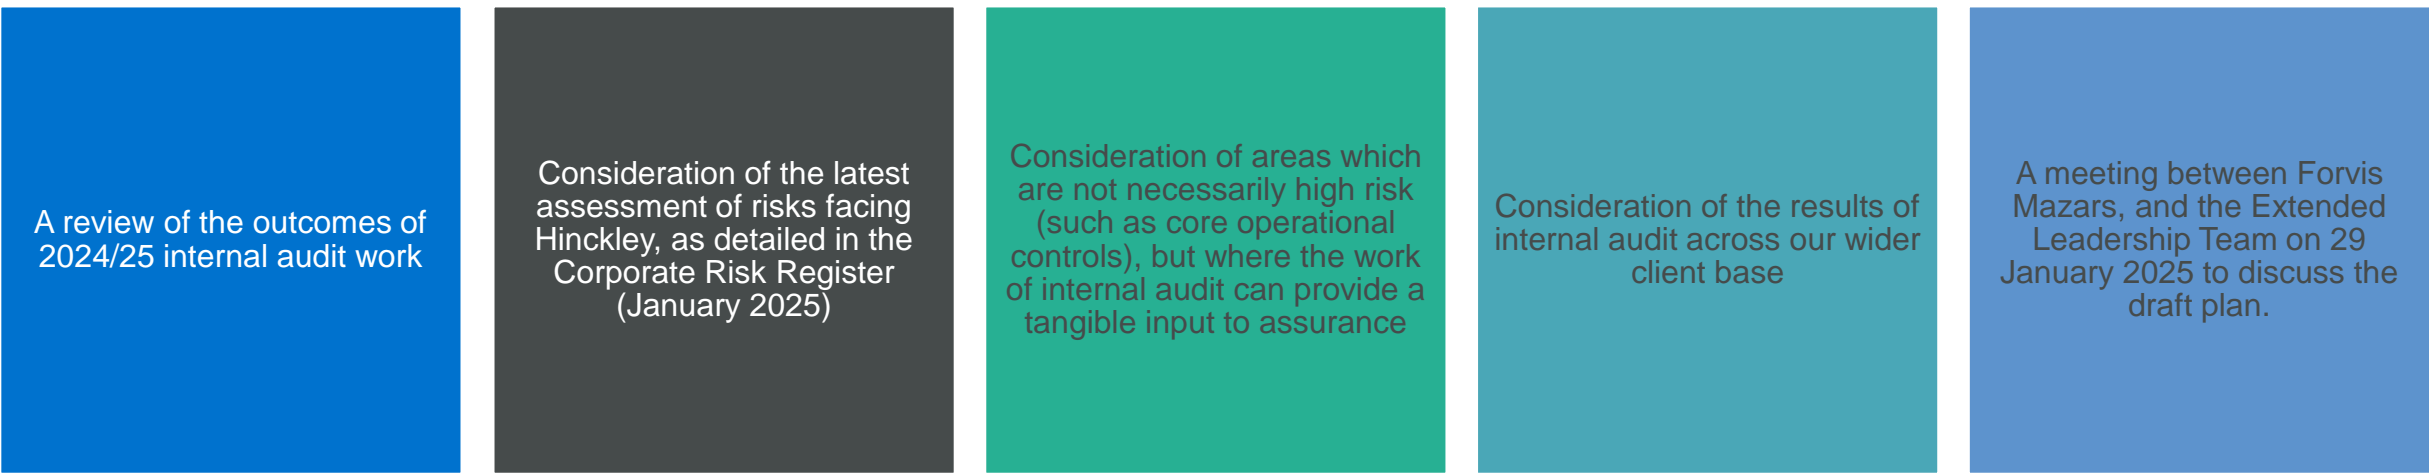 A review of the outcomes of
2024/25 internal audit work
Consideration of the latest
assessment of risks facing
Hinckley, as detailed in the
Corporate Risk Register
(January 2025)
Consideration of areas which
are not necessarily high risk
(such as core operational
controls), but where the work
of internal audit can provide a
tangible input to assurance
Consideration of the results of
internal audit across our wider
client base
A meeting between Forvis
Mazars, and the Extended
Leadership Team on 29
January 2025 to discuss the
draft plan.